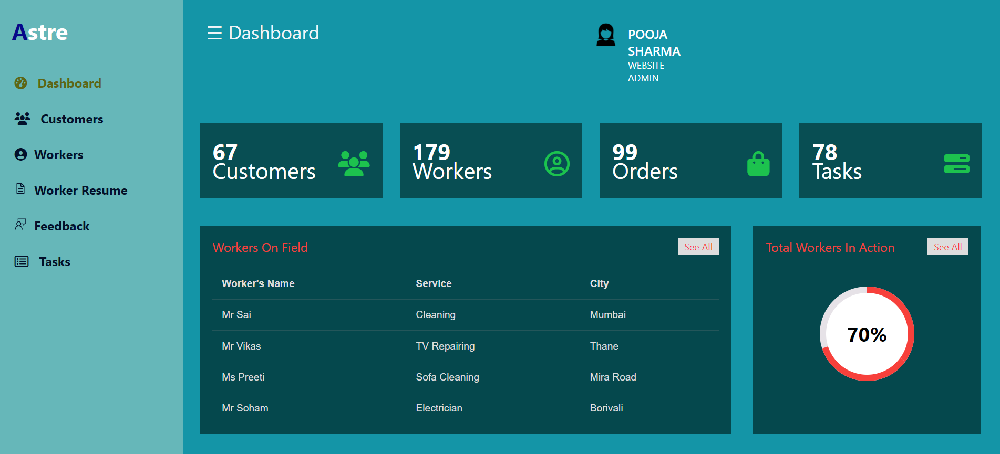 Astre
Dashboard
Customers
Workers
Worker Resume
Feedback
Tasks
☰ Dashboard
POOJA
SHARMA
WEBSITE
ADMIN
67
Customers
179
Workers
99
Orders
78
Tasks
Workers On Field
See All
Worker's Name Service City
Mr Sai Cleaning Mumbai
Mr Vikas TV Repairing Thane
Ms Preeti Sofa Cleaning Mira Road
Mr Soham Electrician Borivali
Total Workers In Action
See All
70%